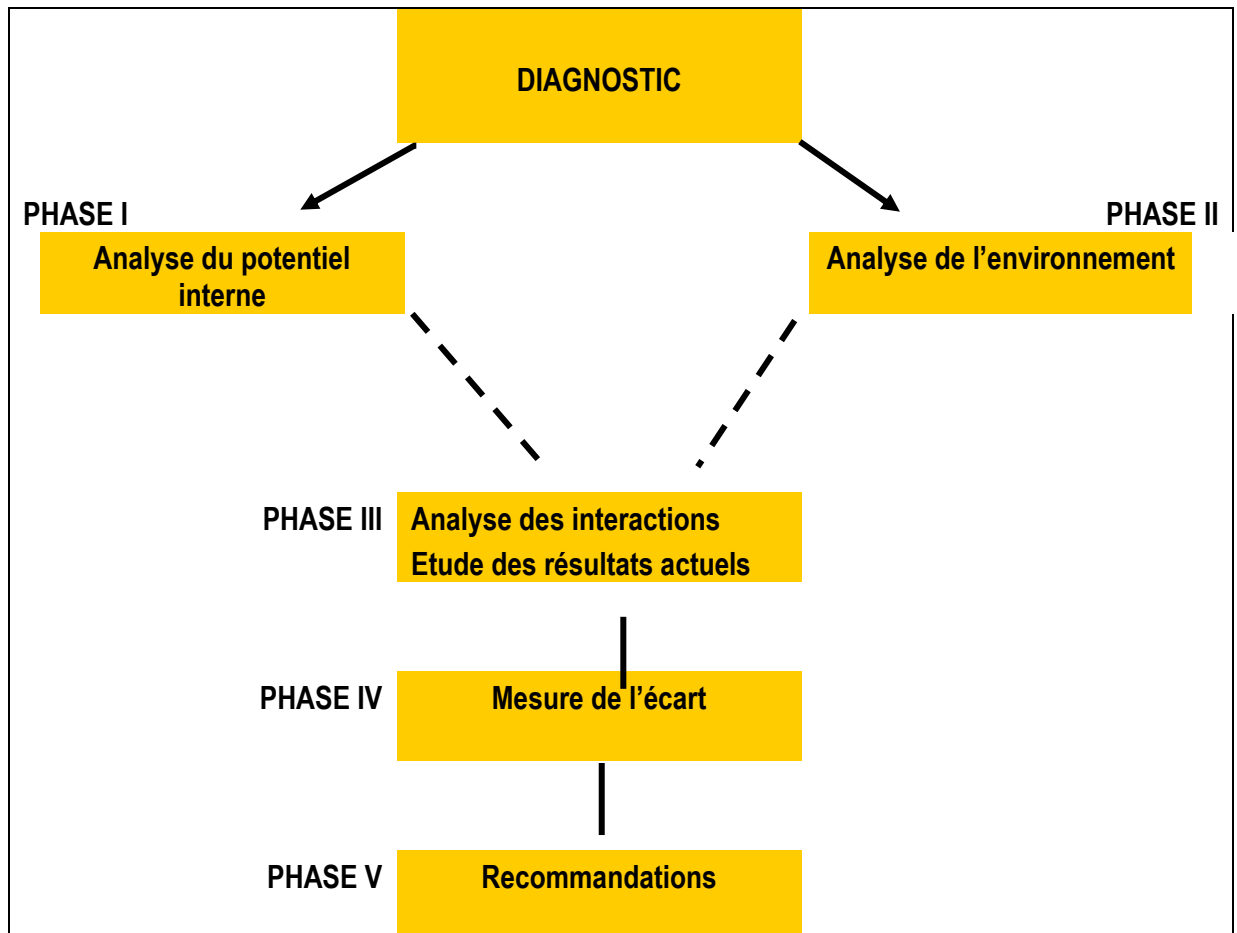 DIAGNOSTIC
PHASE I
PHASE II
Analyse du potentiel
interne
Analyse de l’environnement
PHASE III
Analyse des interactions
Etude des résultats actuels
PHASE IV
Mesure de l’écart
PHASE V
Recommandations